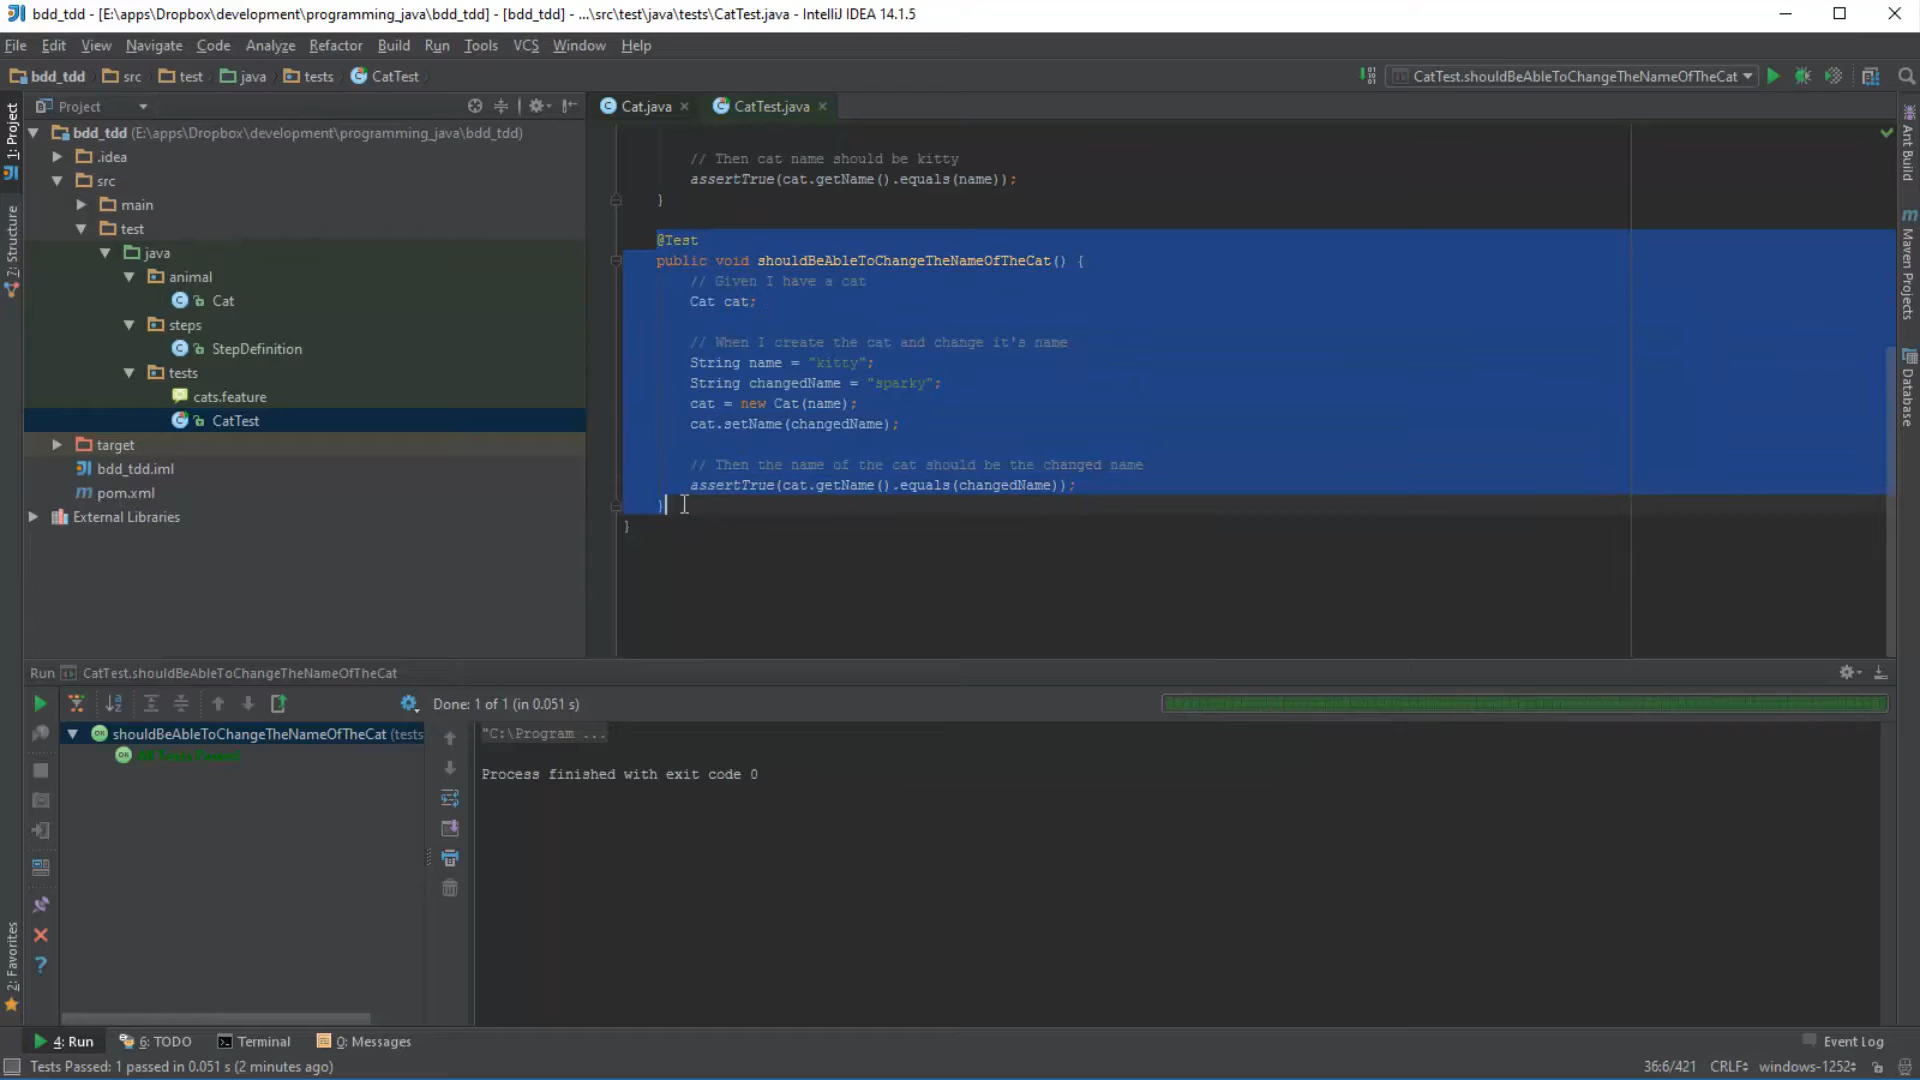 bdd_tdd - [E:\apps\Dropbox\development\programming_java\bdd_tdd] - [bdd_tdd] - ...\src\test\java\tests\CatTest.java - IntelliJ IDEA 14.1.5
File Edit View Navigate Code Analyze Refactor Build Run Tools VCS Window Help
bdd_tdd src test java tests CatTest
CatTest.shouldBeAbleToChangeTheNameOfTheCat
Project
Cat.java
CatTest.java
1: Project
7: Structure
2: Favorites
bdd_tdd (E:\apps\Dropbox\development\programming_java\bdd_tdd)
.idea
src
main
test
java
animal
Cat
steps
StepDefinition
tests
cats.feature
CatTest
target
bdd_tdd.iml
pom.xml
External Libraries
// Then cat name should be kitty
assertTrue(cat.getName().equals(name));
}
@Test
public void shouldBeAbleToChangeTheNameOfTheCat() {
// Given I have a cat
Cat cat;
// When I create the cat and change it's name
String name = "kitty";
String changedName = "sparky";
cat = new Cat(name);
cat.setName(changedName);
// Then the name of the cat should be the changed name
assertTrue(cat.getName().equals(changedName));
}
}
Ant Build
Maven Projects
Database
Run CatTest.shouldBeAbleToChangeTheNameOfTheCat
Done: 1 of 1 (in 0.051 s)
shouldBeAbleToChangeTheNameOfTheCat (tests
All Tests Passed
"C:\Program ...
Process finished with exit code 0
4: Run 6: TODO Terminal 0: Messages Event Log
Tests Passed: 1 passed in 0.051 s (2 minutes ago) 36:6/421 CRLF windows-1252